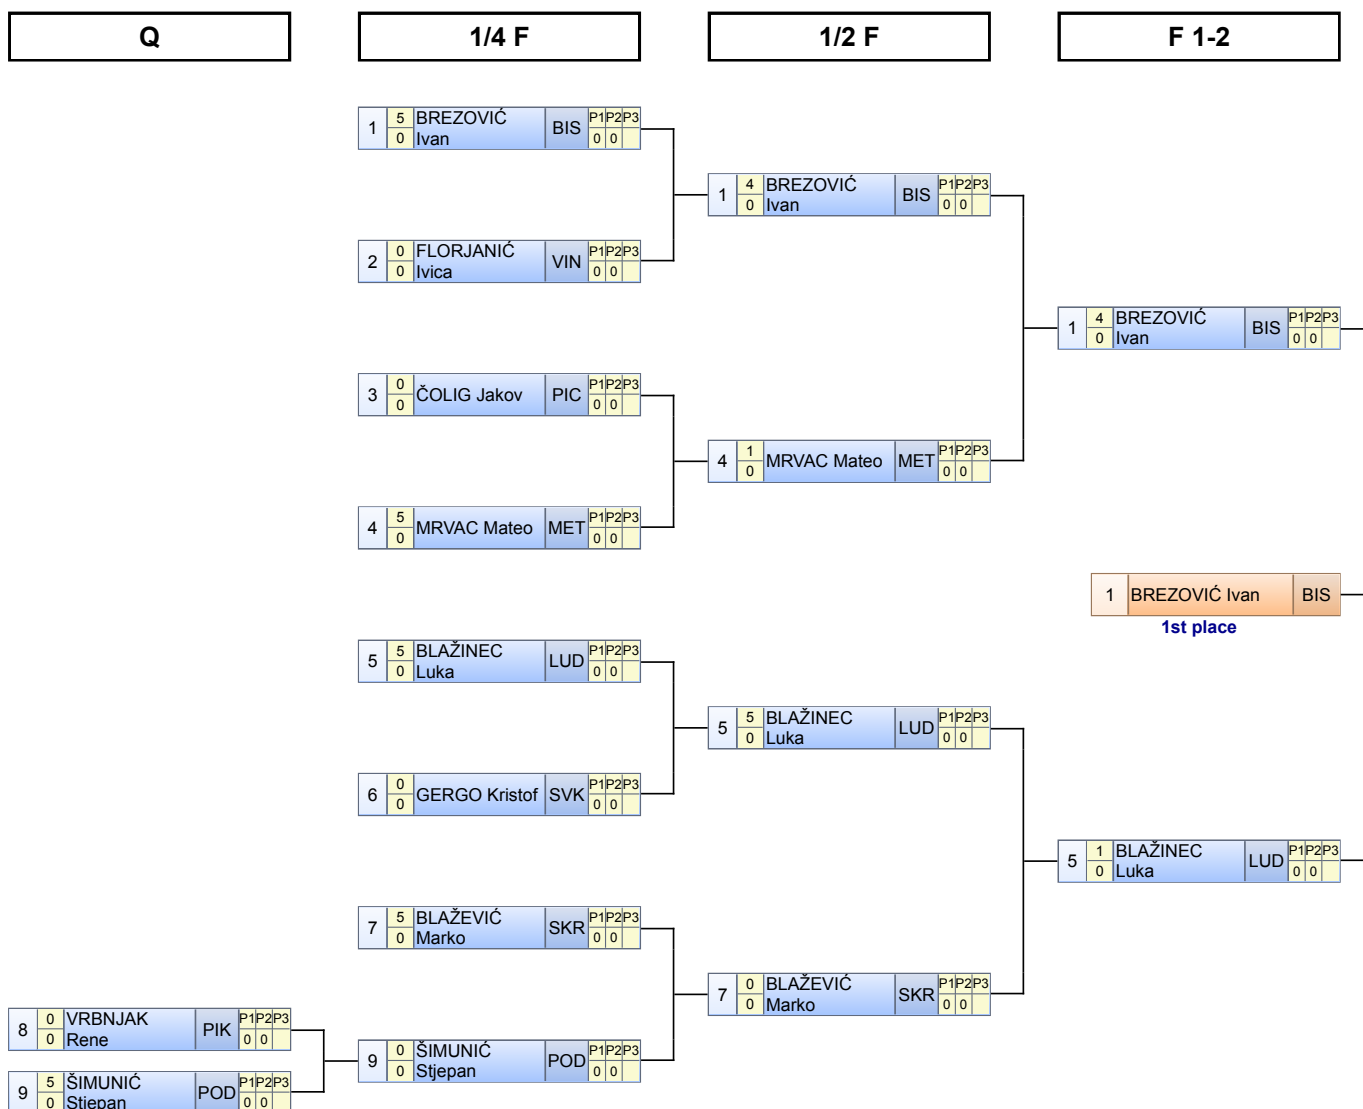 Q 1/4 F 1/2 F F 1-2
1 5 0 BREZOVIĆ Ivan BIS P1 P2 P3 0 0
1 4 0 BREZOVIĆ Ivan BIS P1 P2 P3 0 0
2 0 0 FLORJANIĆ Ivica VIN P1 P2 P3 0 0
1 4 0 BREZOVIĆ Ivan BIS P1 P2 P3 0 0
3 0 0 ČOLIG Jakov PIC P1 P2 P3 0 0
4 1 0 MRVAC Mateo MET P1 P2 P3 0 0
4 5 0 MRVAC Mateo MET P1 P2 P3 0 0
1 BREZOVIĆ Ivan BIS
1st place
5 5 0 BLAŽINEC Luka LUD P1 P2 P3 0 0
5 5 0 BLAŽINEC Luka LUD P1 P2 P3 0 0
6 0 0 GERGO Kristof SVK P1 P2 P3 0 0
5 1 0 BLAŽINEC Luka LUD P1 P2 P3 0 0
7 5 0 BLAŽEVIĆ Marko SKR P1 P2 P3 0 0
7 0 0 BLAŽEVIĆ Marko SKR P1 P2 P3 0 0
8 0 0 VRBNJAK Rene PIK P1 P2 P3 0 0
9 0 0 ŠIMUNIĆ Stjepan POD P1 P2 P3 0 0
9 5 0 ŠIMUNIĆ Stjepan POD P1 P2 P3 0 0